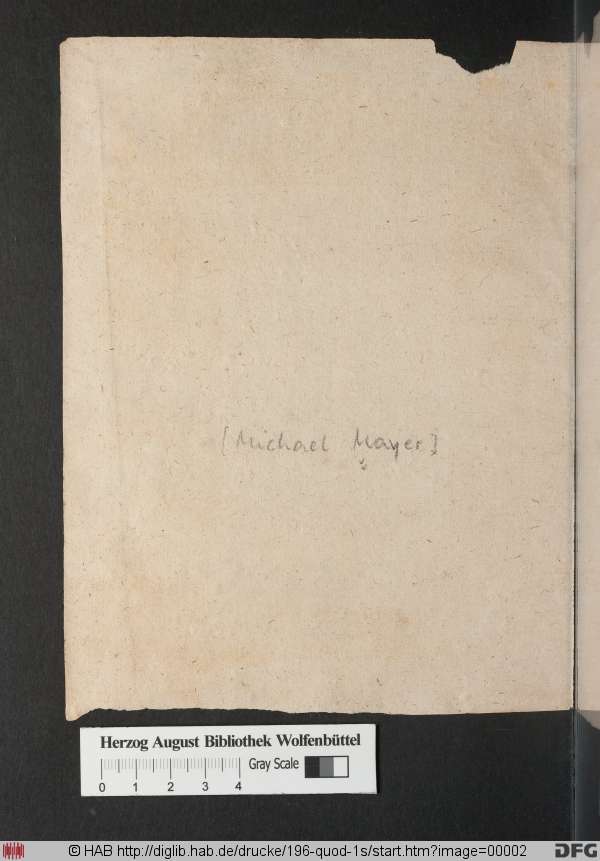 [Michael Mayer]
Herzog August Bibliothek Wolfenbüttel
Gray Scale
0 1 2 3 4
© HAB http://diglib.hab.de/drucke/196-quod-1s/start.htm?image=00002
DFG